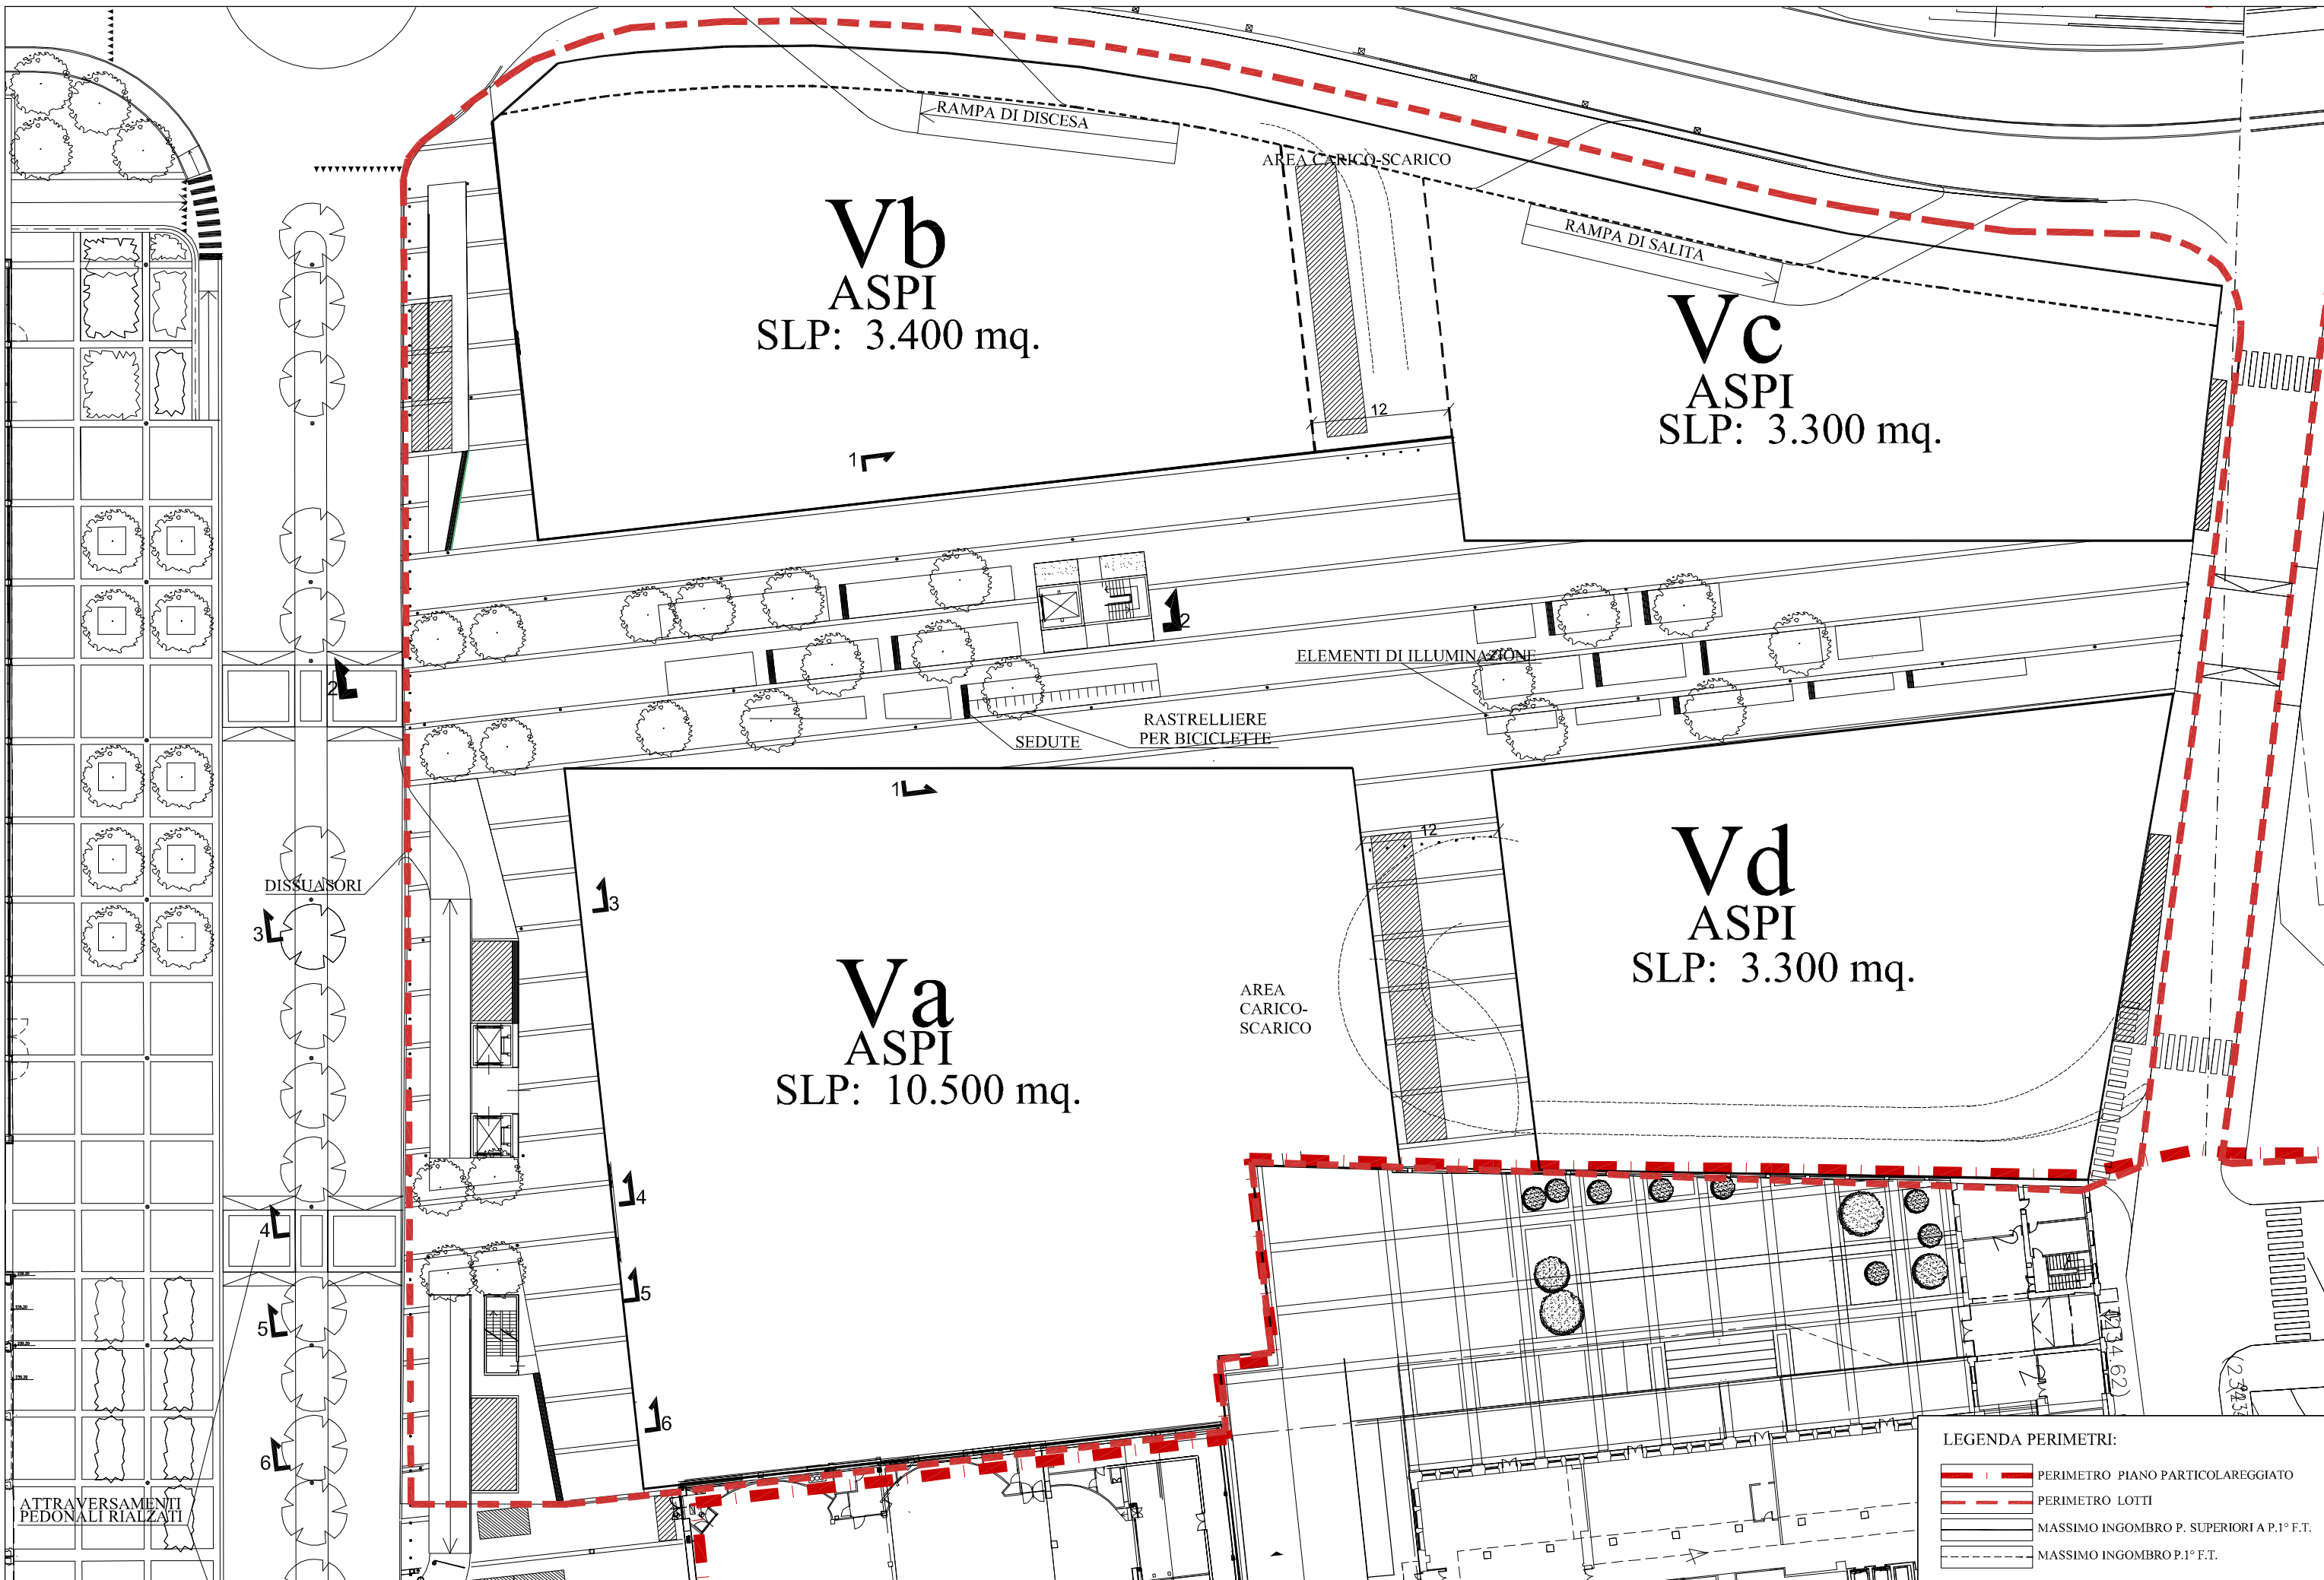 RAMPA DI DISCESA
AREA CARICO-SCARICO
Vb
ASPI
SLP: 3.400 mq.
RAMPA DI SALITA
Vc
ASPI
SLP: 3.300 mq.
12
1
2
2
ELEMENTI DI ILLUMINAZIONE
RASTRELLIERE
PER BICICLETTE
SEDUTE
1
12
DISSUASORI
3
3
Vd
ASPI
SLP: 3.300 mq.
Va
ASPI
SLP: 10.500 mq.
AREA
CARICO-
SCARICO
4
4
5
5
6
6
ATTRAVERSAMENTI
PEDONALI RIALZATI
LEGENDA PERIMETRI:
PERIMETRO PIANO PARTICOLAREGGIATO
PERIMETRO LOTTI
MASSIMO INGOMBRO P. SUPERIORI A P.1° F.T.
MASSIMO INGOMBRO P.1° F.T.